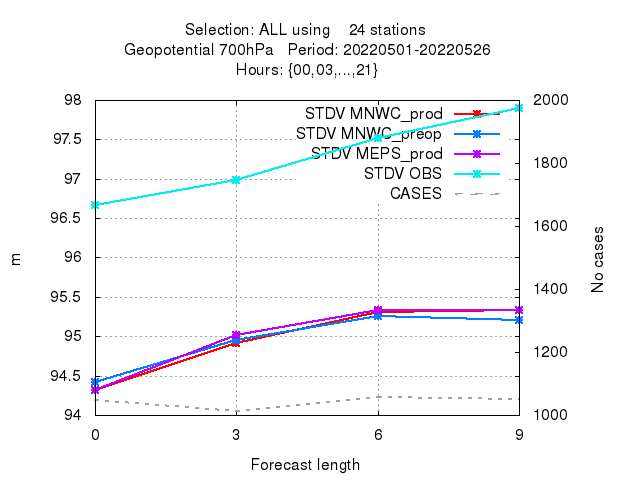 Selection: ALL using 24 stations
Geopotential 700hPa Period: 20220501-20220526
Hours: {00,03,...,21}
98
97.5
97
96.5
96
95.5
95
94.5
94
m
STDV MNWC_prod
STDV MNWC_preop
STDV MEPS_prod
STDV OBS
CASES
2000
1800
1600
1400
1200
1000
No cases
0 3 6 9
Forecast length